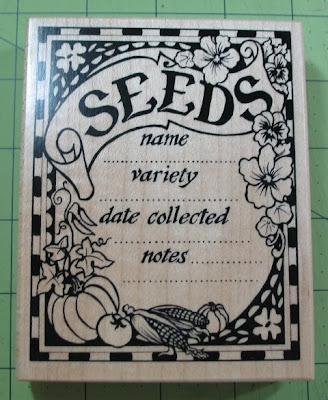 SEEDS
name
variety
date collected
notes